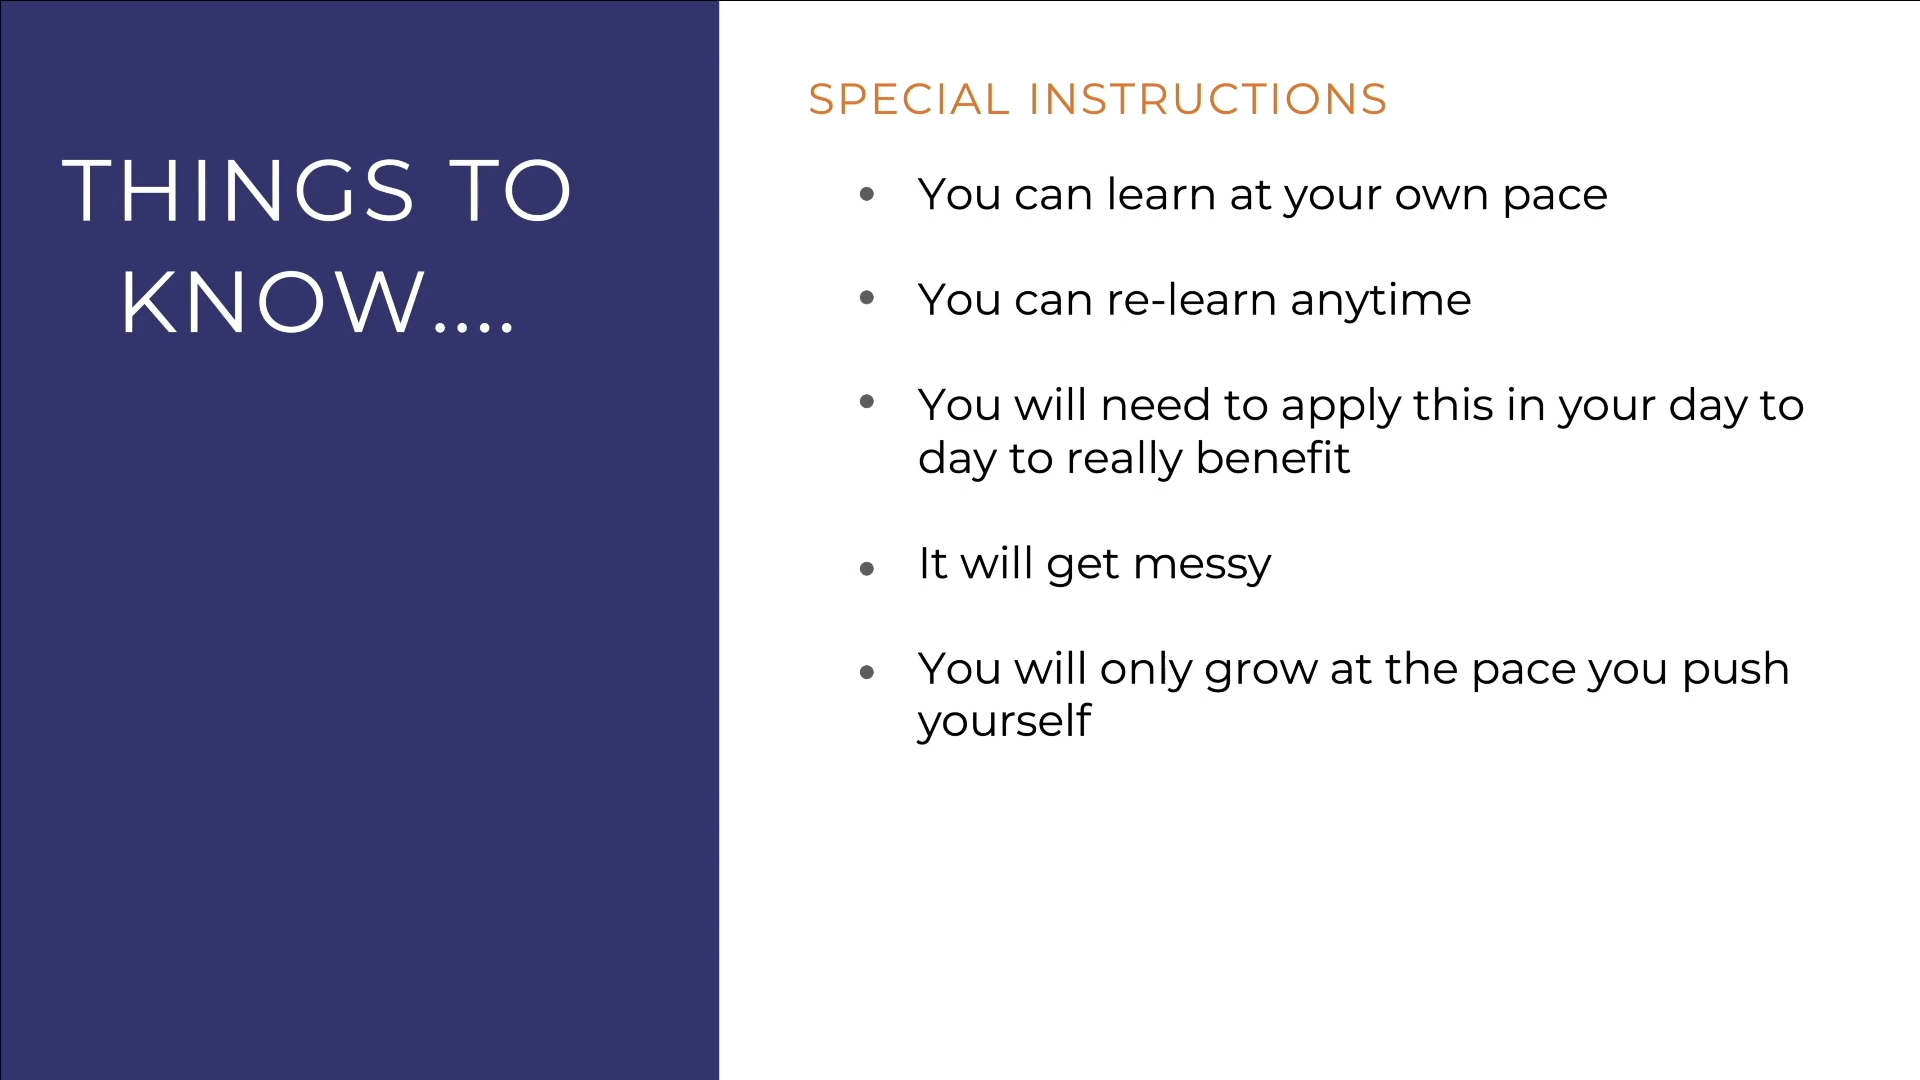 THINGS TO
KNOW....
SPECIAL INSTRUCTIONS
• You can learn at your own pace
• You can re-learn anytime
• You will need to apply this in your day to
day to really benefit
• It will get messy
• You will only grow at the pace you push
yourself